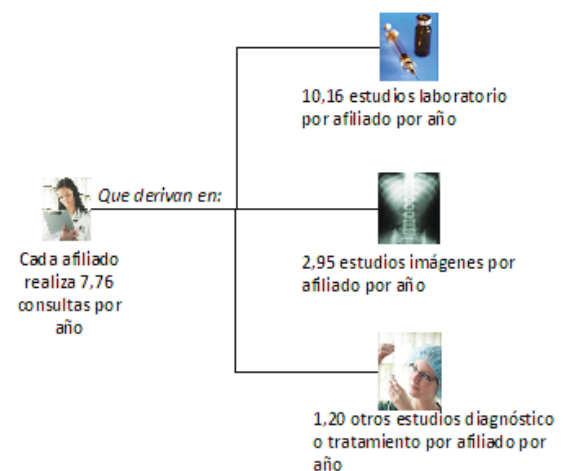 10,16 estudios laboratorio
por afiliado por año
Que derivan en:
Cada afiliado
realiza 7,76
consultas por
año
2,95 estudios imágenes por
afiliado por año
1,20 otros estudios diagnóstico
o tratamiento por afiliado por
año